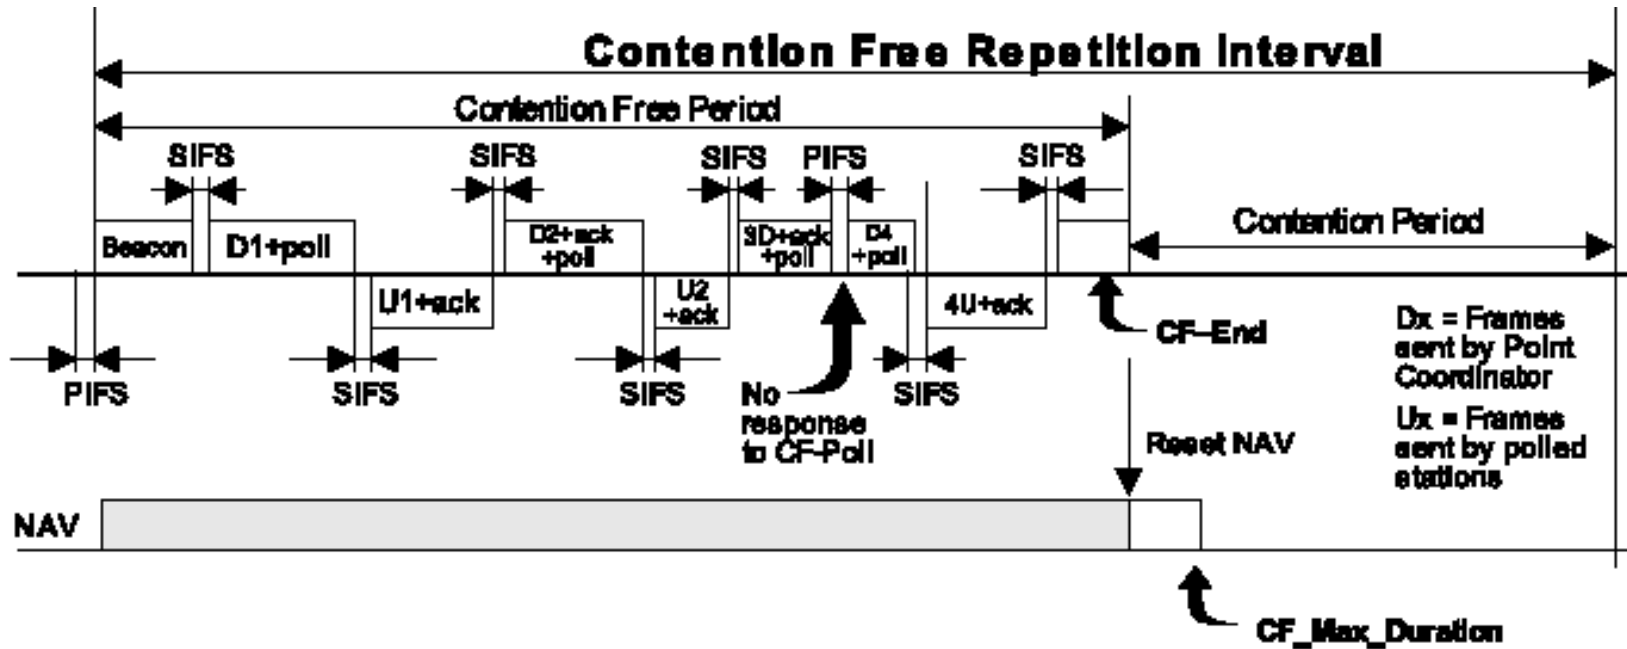 Contention Free Repetition Interval
Contention Free Period
SIFS
SIFS
SIFS
PIFS
SIFS
Contention Period
Beacon
D1+poll
D2+ack
+poll
3D+ack
+poll
D4
+poll
U1+ack
U2
+ack
4U+ack
CF-End
Dx = Frames
sent by Point
Coordinator
PIFS
SIFS
SIFS
No
response
to CF-Poll
SIFS
Ux = Frames
sent by polled
stations
Reset NAV
NAV
CF_Max_Duration